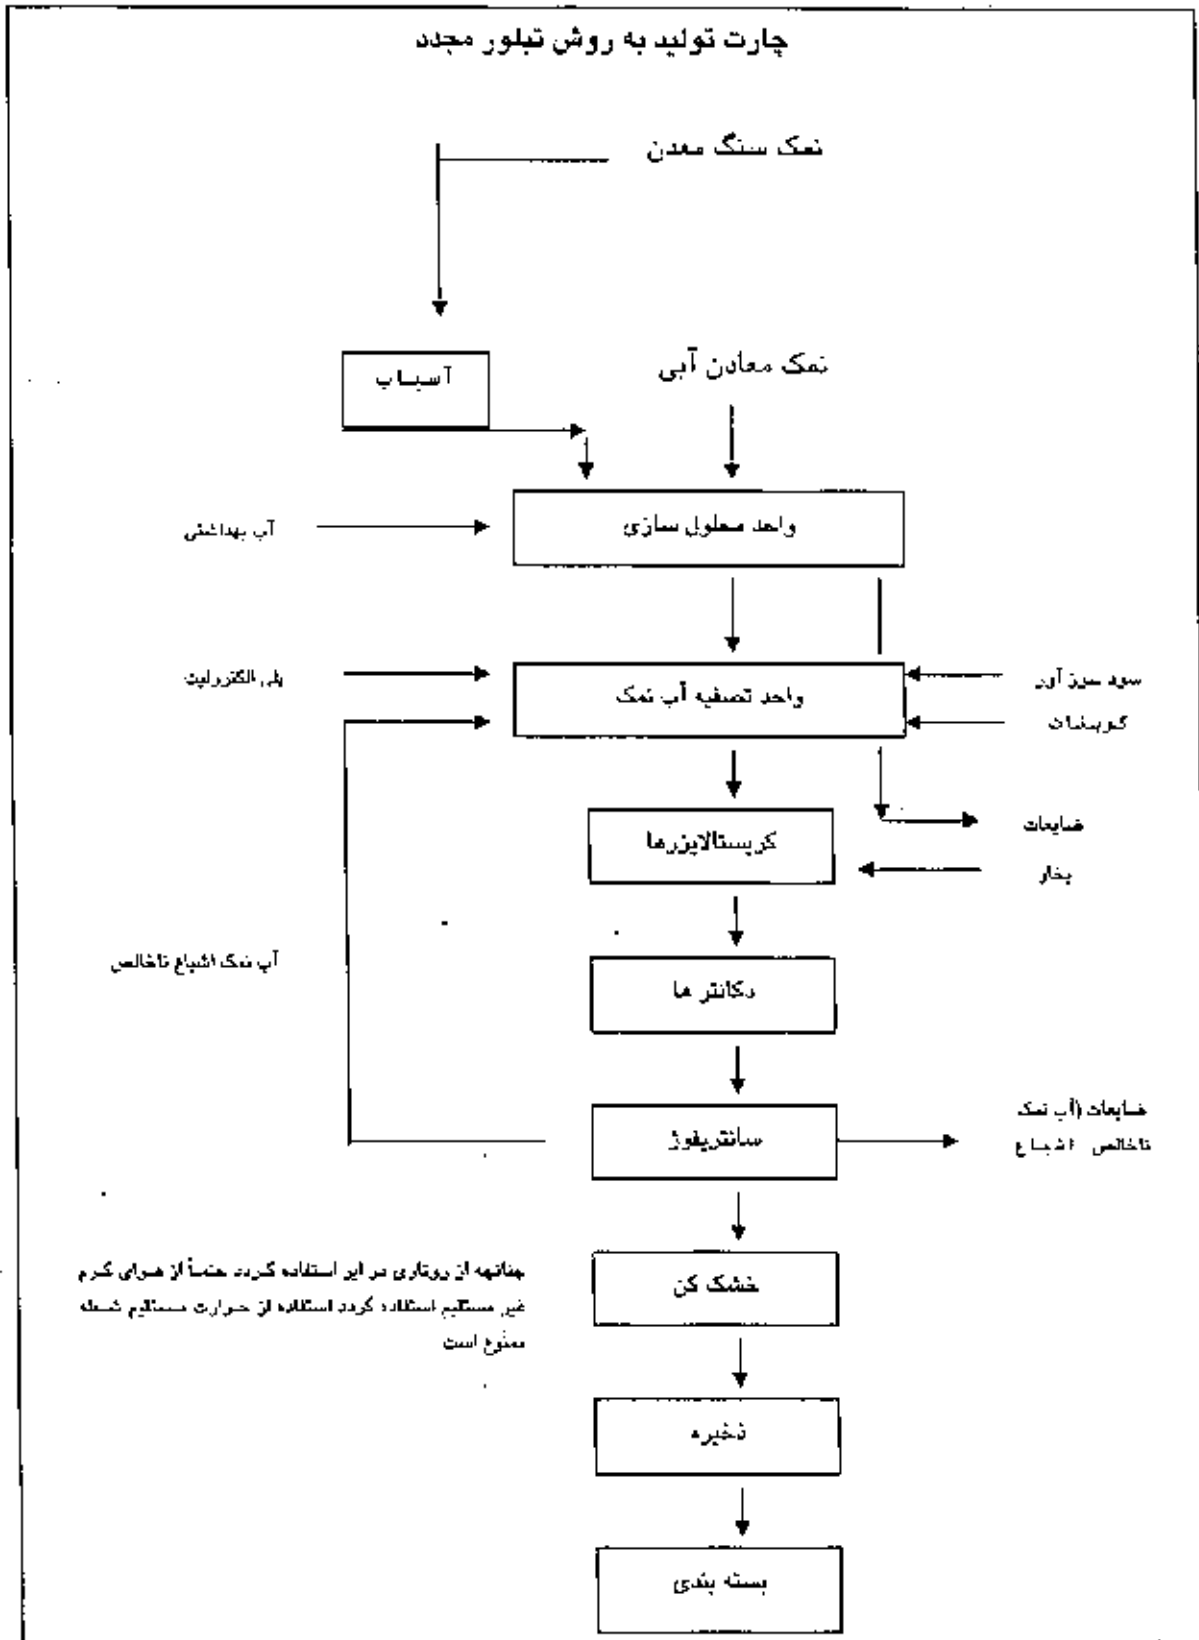 چارت تولید به روش تبلور مجدد
نمک سنگ معدن
آسیاب
نمک معادن آبی
واحد محلول سازی
آب بهداشتی
پلی الکترولیت
واحد تصفیه آب نمک
سود سوز آور
کربنات
کریستالایزرها
ضایعات
بخار
آب نمک اشباع ناخالص
دکانتر ها
سانتریفوژ
ضایعات (آب نمک
ناخالص اشباع
چنانچه از روتاری در ایر استفاده گردد حتماً از هوای گرم
غیر مستقیم استفاده گردد استفاده از حرارت مستقیم شعله
ممنوع است
خشک کن
ذخیره
بسته بندی